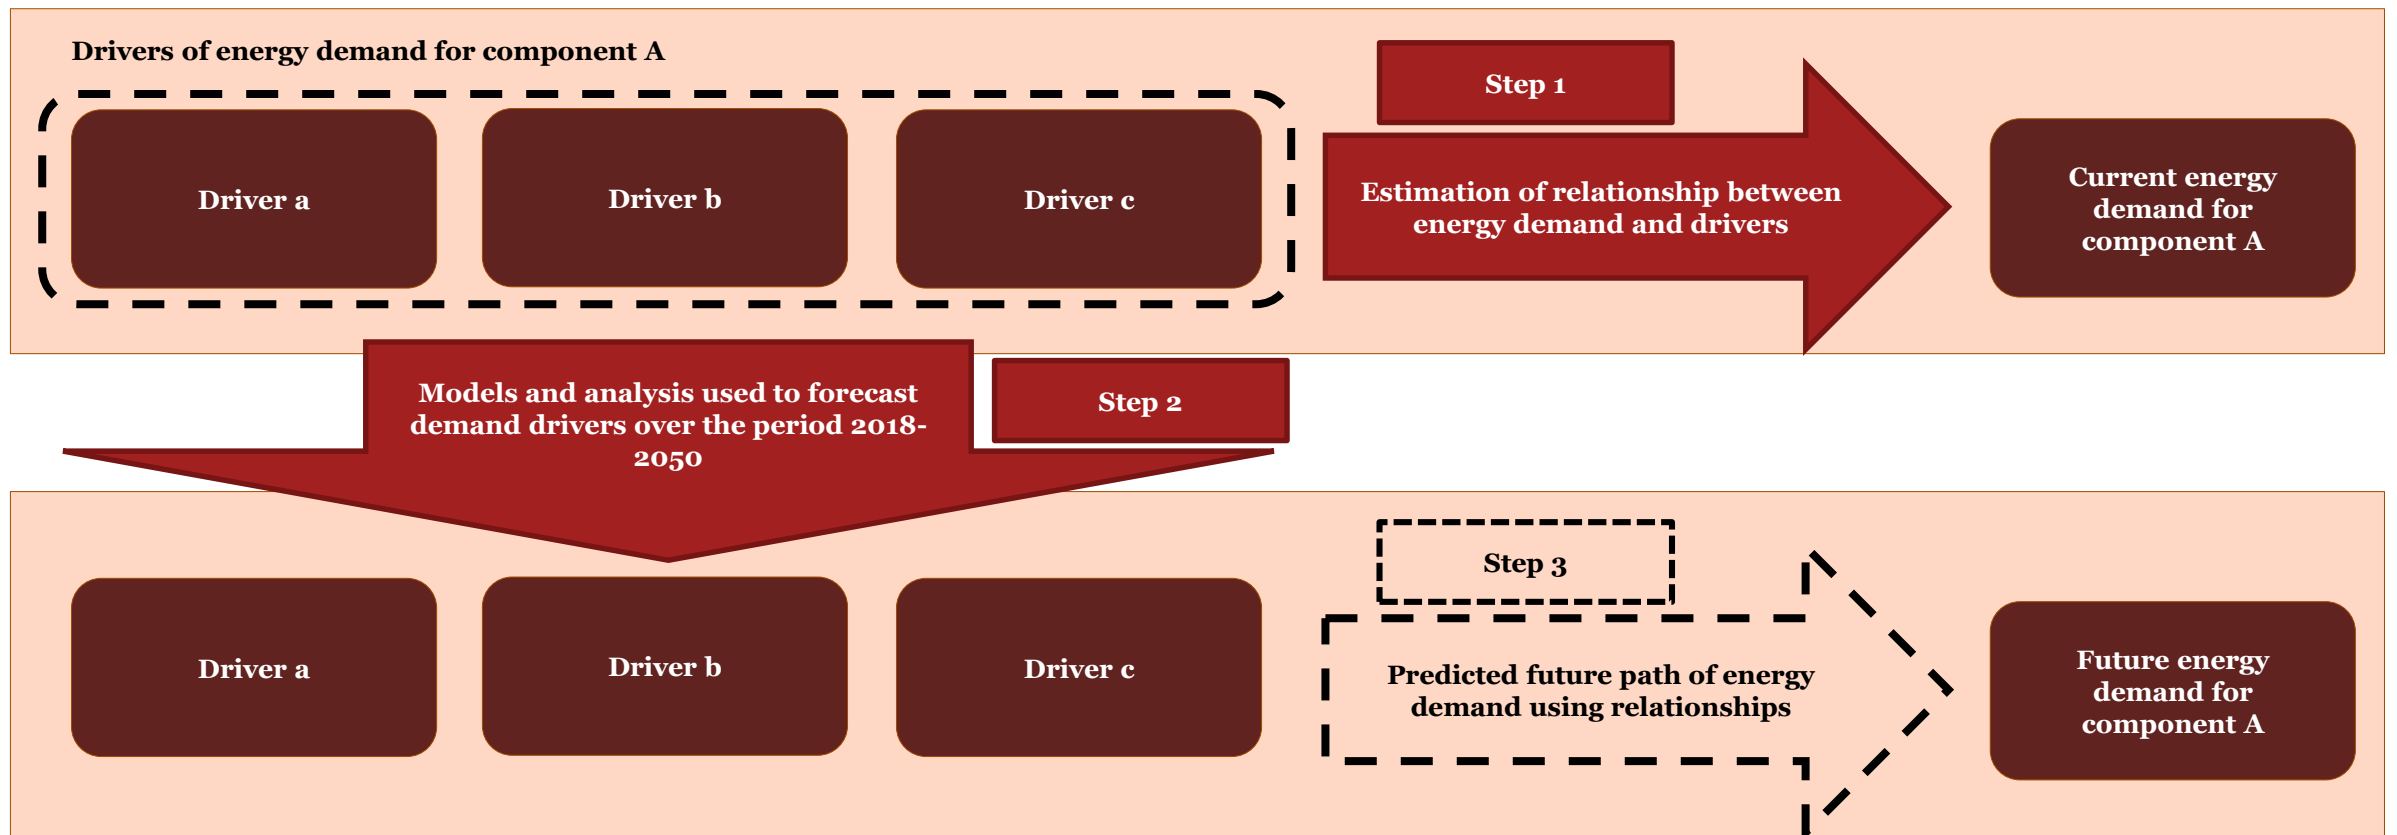 Drivers of energy demand for component A
Driver a
Driver b
Driver c
Step 1
Estimation of relationship between
energy demand and drivers
Current energy
demand for
component A
Models and analysis used to forecast
demand drivers over the period 2018-
2050
Step 2
Driver a
Driver b
Driver c
Step 3
Predicted future path of energy
demand using relationships
Future energy
demand for
component A